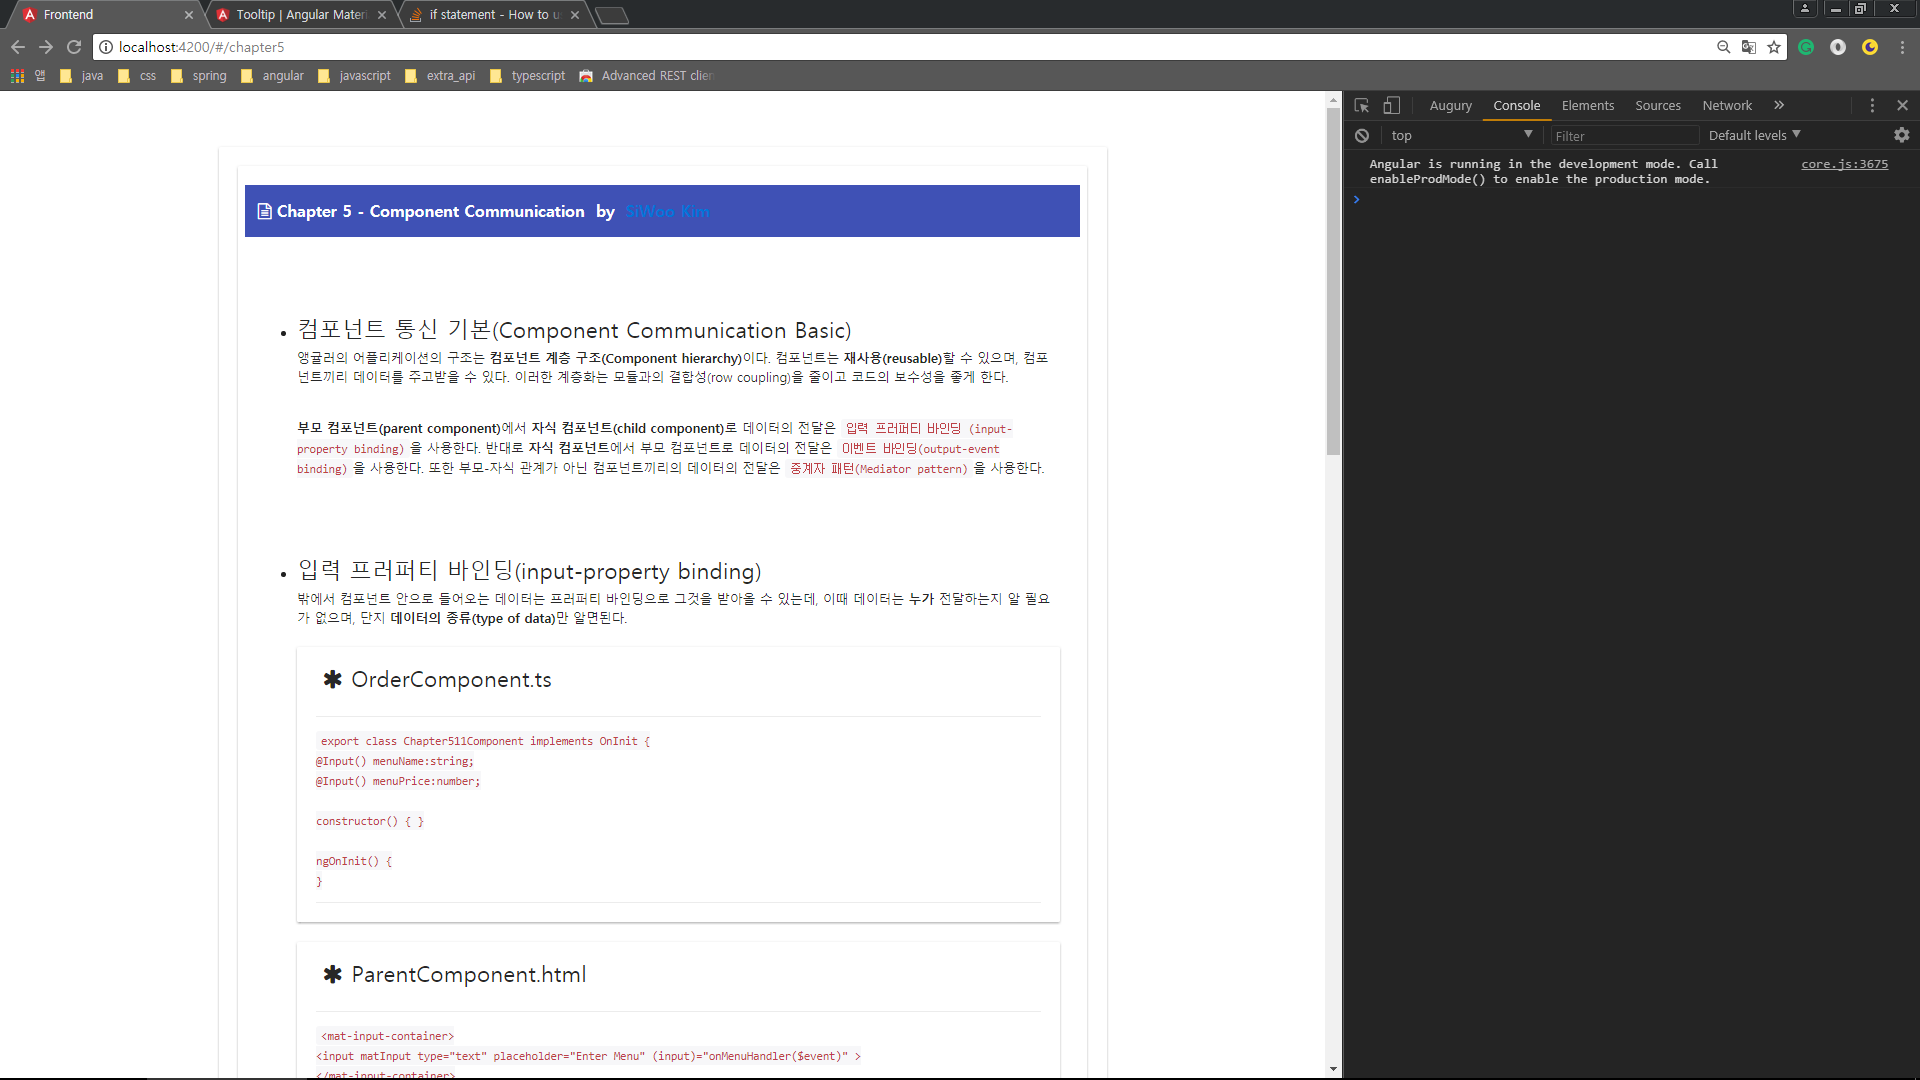 Frontend
Tooltip | Angular Materi
if statement - How to u
localhost:4200/#/chapter5
java css spring angular javascript extra_api typescript Advanced REST clien
Augury Console Elements Sources Network
top Filter Default levels
Angular is running in the development mode. Call core.js:3675
enableProdMode() to enable the production mode.
Chapter 5 - Component Communication by SiWoo Kim
컴포넌트 통신 기본(Component Communication Basic)
앵귤러의 어플리케이션의 구조는 컴포넌트 계층 구조(Component hierarchy)이다. 컴포넌트는 재사용(reusable)할 수 있으며, 컴포
넌트끼리 데이터를 주고받을 수 있다. 이러한 계층화는 모듈과의 결합성(row coupling)을 줄이고 코드의 보수성을 좋게 한다.
부모 컴포넌트(parent component)에서 자식 컴포넌트(child component)로 데이터의 전달은 입력 프러퍼티 바인딩 (input-
property binding) 을 사용한다. 반대로 자식 컴포넌트에서 부모 컴포넌트로 데이터의 전달은 이벤트 바인딩(output-event
binding) 을 사용한다. 또한 부모-자식 관계가 아닌 컴포넌트끼리의 데이터의 전달은 중계자 패턴(Mediator pattern) 을 사용한다.
입력 프러퍼티 바인딩(input-property binding)
밖에서 컴포넌트 안으로 들어오는 데이터는 프러퍼티 바인딩으로 그것을 받아올 수 있는데, 이때 데이터는 누가 전달하는지 알 필요
가 없으며, 단지 데이터의 종류(type of data)만 알면된다.
OrderComponent.ts
export class Chapter511Component implements OnInit {
@Input() menuName:string;
@Input() menuPrice:number;
constructor() { }
ngOnInit() {
}
ParentComponent.html
<mat-input-container>
<input matInput type="text" placeholder="Enter Menu" (input)="onMenuHandler($event)" >
</mat-input-container>